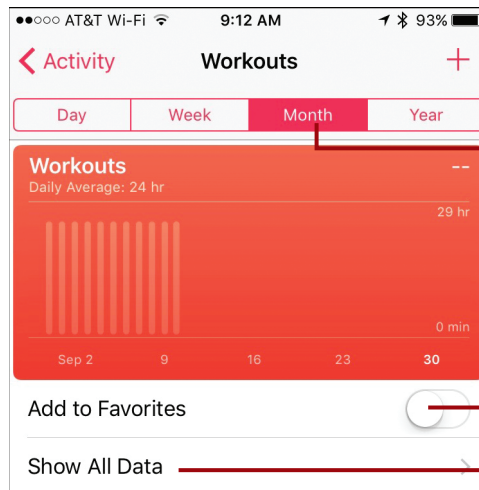 AT&T Wi-Fi 9:12 AM 93%
Activity Workouts +
Day Week Month Year
Workouts --
Daily Average: 24 hr
29 hr
0 min
Sep 2 9 16 23 30
Add to Favorites
Show All Data